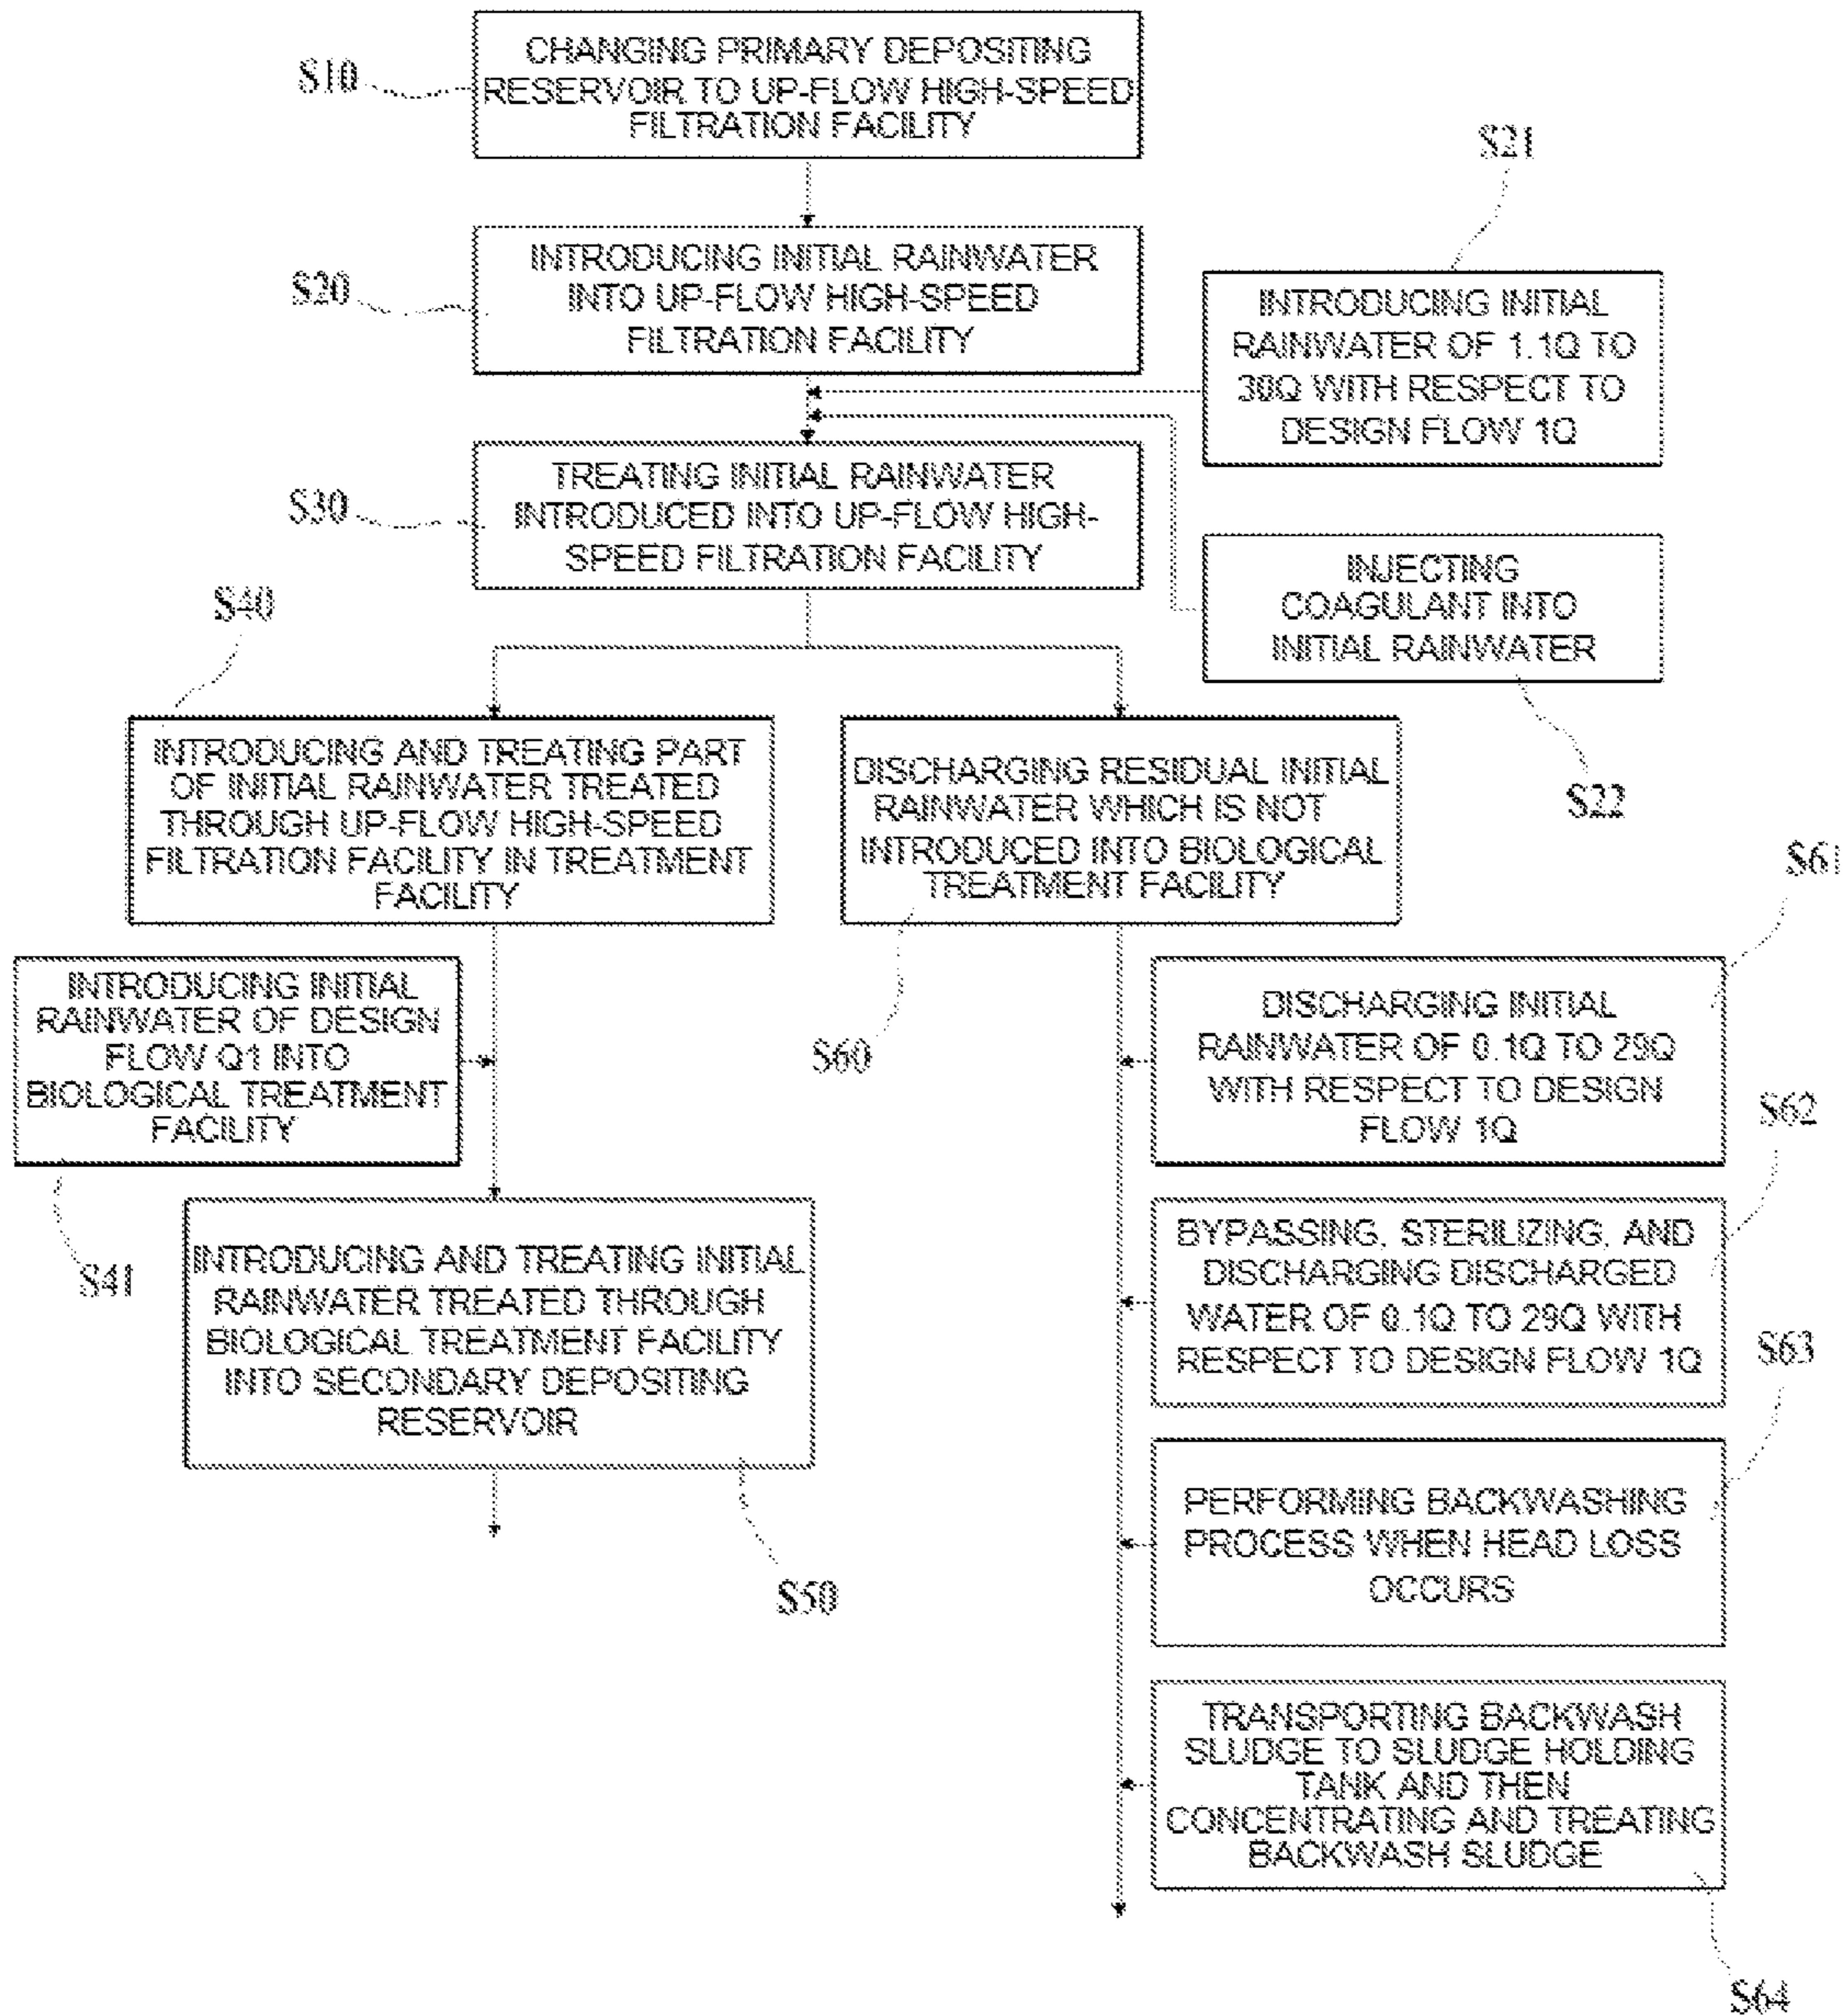 S10
CHANGING PRIMARY DEPOSITING
RESERVOIR TO UP-FLOW HIGH-SPEED
FILTRATION FACILITY
S20
INTRODUCING INITIAL RAINWATER
INTO UP-FLOW HIGH-SPEED
FILTRATION FACILITY
S21
INTRODUCING INITIAL
RAINWATER OF 1.1Q TO
30Q WITH RESPECT TO
DESIGN FLOW 1Q
S30
TREATING INITIAL RAINWATER
INTRODUCED INTO UP-FLOW HIGH-
SPEED FILTRATION FACILITY
INJECTING
COAGULANT INTO
INITIAL RAINWATER
S22
S40
INTRODUCING AND TREATING PART
OF INITIAL RAINWATER TREATED
THROUGH UP-FLOW HIGH-SPEED
FILTRATION FACILITY IN TREATMENT
FACILITY
DISCHARGING RESIDUAL INITIAL
RAINWATER WHICH IS NOT
INTRODUCED INTO BIOLOGICAL
TREATMENT FACILITY
S60
INTRODUCING INITIAL
RAINWATER OF DESIGN
FLOW Q1 INTO
BIOLOGICAL TREATMENT
FACILITY
S41
S61
DISCHARGING INITIAL
RAINWATER OF 0.1Q TO 29Q
WITH RESPECT TO DESIGN
FLOW 1Q
INTRODUCING AND TREATING INITIAL
RAINWATER TREATED THROUGH
BIOLOGICAL TREATMENT FACILITY
INTO SECONDARY DEPOSITING
RESERVOIR
S50
S62
BYPASSING, STERILIZING, AND
DISCHARGING DISCHARGED
WATER OF 0.1Q TO 29Q WITH
RESPECT TO DESIGN FLOW 1Q
S63
PERFORMING BACKWASHING
PROCESS WHEN HEAD LOSS
OCCURS
TRANSPORTING BACKWASH
SLUDGE TO SLUDGE HOLDING
TANK AND THEN
CONCENTRATING AND TREATING
BACKWASH SLUDGE
S64